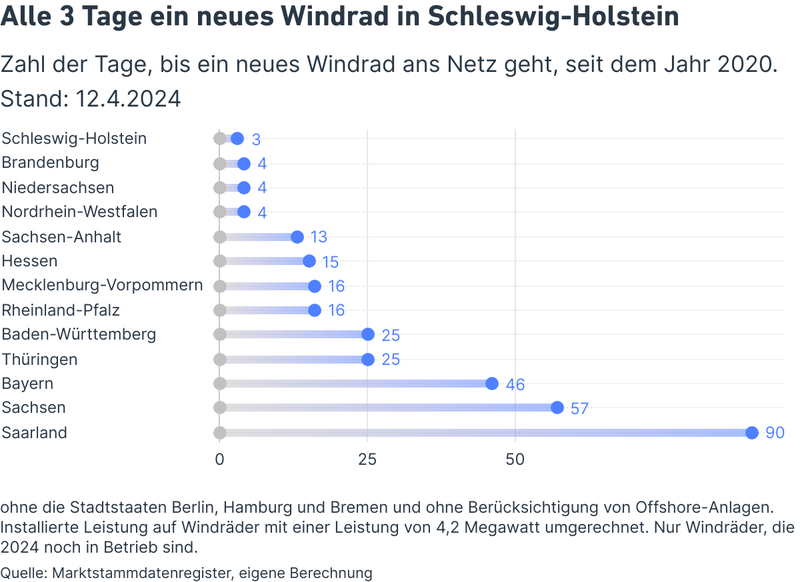 Alle 3 Tage ein neues Windrad in Schleswig-Holstein
Zahl der Tage, bis ein neues Windrad ans Netz geht, seit dem Jahr 2020.
Stand: 12.4.2024
Schleswig-Holstein 3
Brandenburg 4
Niedersachsen 4
Nordrhein-Westfalen 4
Sachsen-Anhalt 13
Hessen 15
Mecklenburg-Vorpommern 16
Rheinland-Pfalz 16
Baden-Württemberg 25
Thüringen 25
Bayern 46
Sachsen 57
Saarland 90
0 25 50
ohne die Stadtstaaten Berlin, Hamburg und Bremen und ohne Berücksichtigung von Offshore-Anlagen.
Installierte Leistung auf Windräder mit einer Leistung von 4,2 Megawatt umgerechnet. Nur Windräder, die
2024 noch in Betrieb sind.
Quelle: Marktstammdatenregister, eigene Berechnung